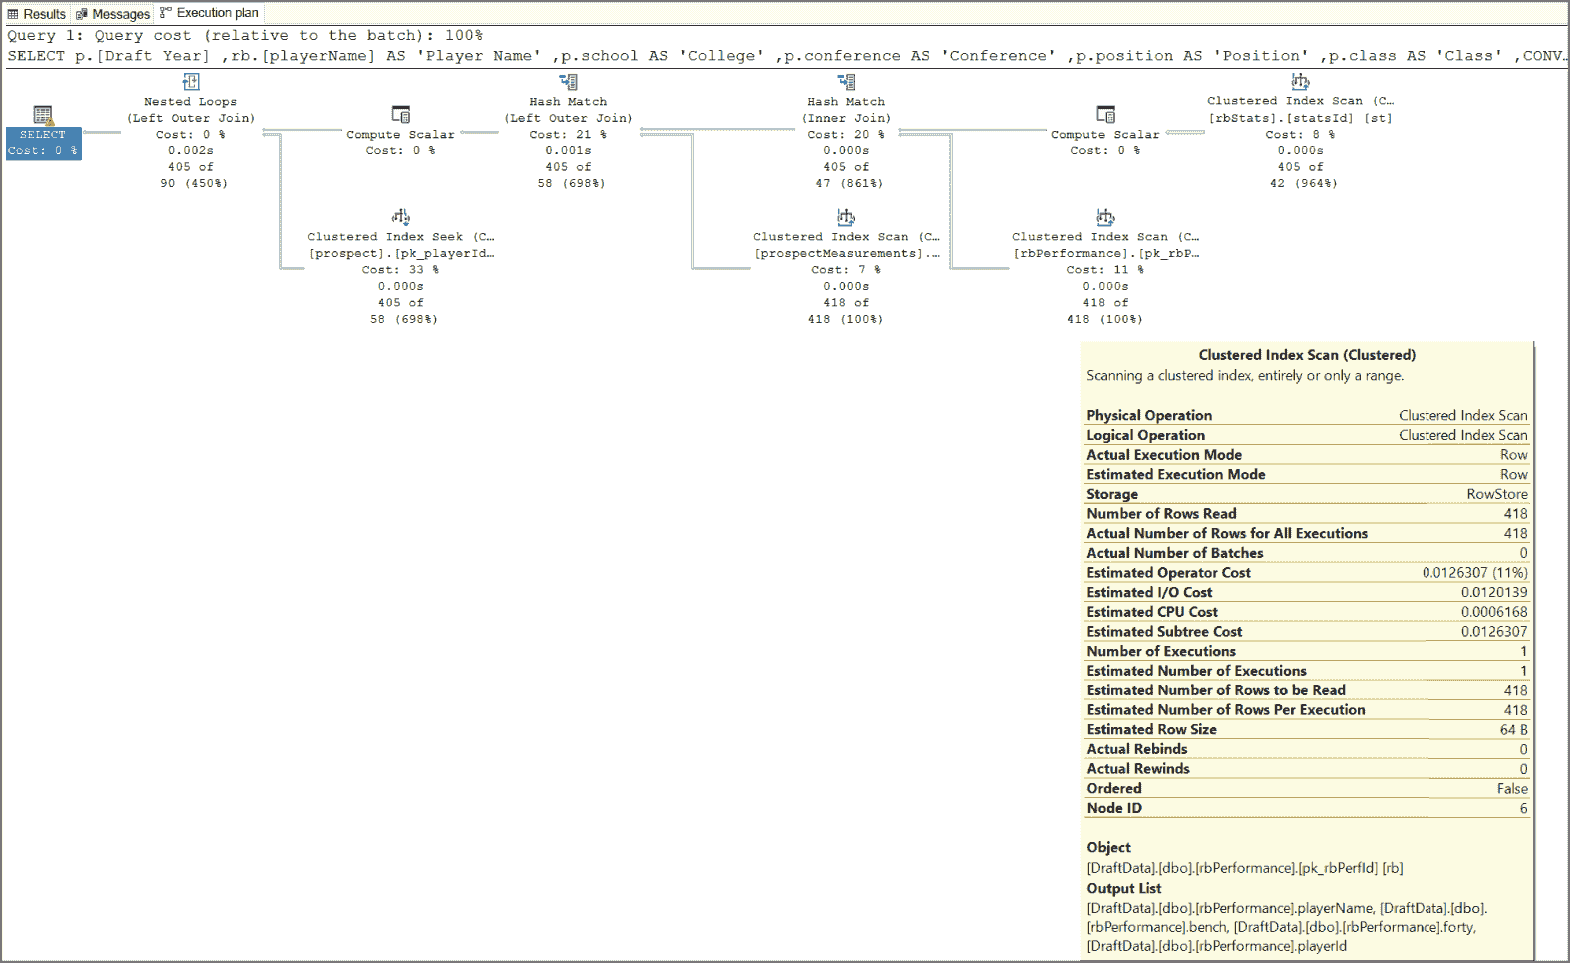 Results Messages Execution plan
Query 1: Query cost (relative to the batch): 100%
SELECT p.[Draft Year] ,rb.[playerName] AS 'Player Name' ,p.school AS 'College' ,p.conference AS 'Conference' ,p.position AS 'Position' ,p.class AS 'Class' ,CONV…
SELECT
Cost: 0 %
Nested Loops
(Left Outer Join)
Cost: 0 %
0.002s
405 of
90 (450%)
Compute Scalar
Cost: 0 %
Hash Match
(Left Outer Join)
Cost: 21 %
0.001s
405 of
58 (698%)
Hash Match
(Inner Join)
Cost: 20 %
0.000s
405 of
47 (861%)
Compute Scalar
Cost: 0 %
Clustered Index Scan (C…
[rbStats].[statsId] [st]
Cost: 8 %
0.000s
405 of
42 (964%)
Clustered Index Seek (C…
[prospect].[pk_playerId…
Cost: 33 %
0.000s
405 of
58 (698%)
Clustered Index Scan (C…
[prospectMeasurements].…
Cost: 7 %
0.000s
418 of
418 (100%)
Clustered Index Scan (C…
[rbPerformance].[pk_rbP…
Cost: 11 %
0.000s
418 of
418 (100%)
Clustered Index Scan (Clustered)
Scanning a clustered index, entirely or only a range.
Physical Operation Clustered Index Scan
Logical Operation Clustered Index Scan
Actual Execution Mode Row
Estimated Execution Mode Row
Storage RowStore
Number of Rows Read 418
Actual Number of Rows for All Executions 418
Actual Number of Batches 0
Estimated Operator Cost 0.0126307 (11%)
Estimated I/O Cost 0.0120139
Estimated CPU Cost 0.0006168
Estimated Subtree Cost 0.0126307
Number of Executions 1
Estimated Number of Executions 1
Estimated Number of Rows to be Read 418
Estimated Number of Rows Per Execution 418
Estimated Row Size 64 B
Actual Rebinds 0
Actual Rewinds 0
Ordered False
Node ID 6
Object
[DraftData].[dbo].[rbPerformance].[pk_rbPerfId] [rb]
Output List
[DraftData].[dbo].[rbPerformance].playerName, [DraftData].[dbo].
[rbPerformance].bench, [DraftData].[dbo].[rbPerformance].forty,
[DraftData].[dbo].[rbPerformance].playerId